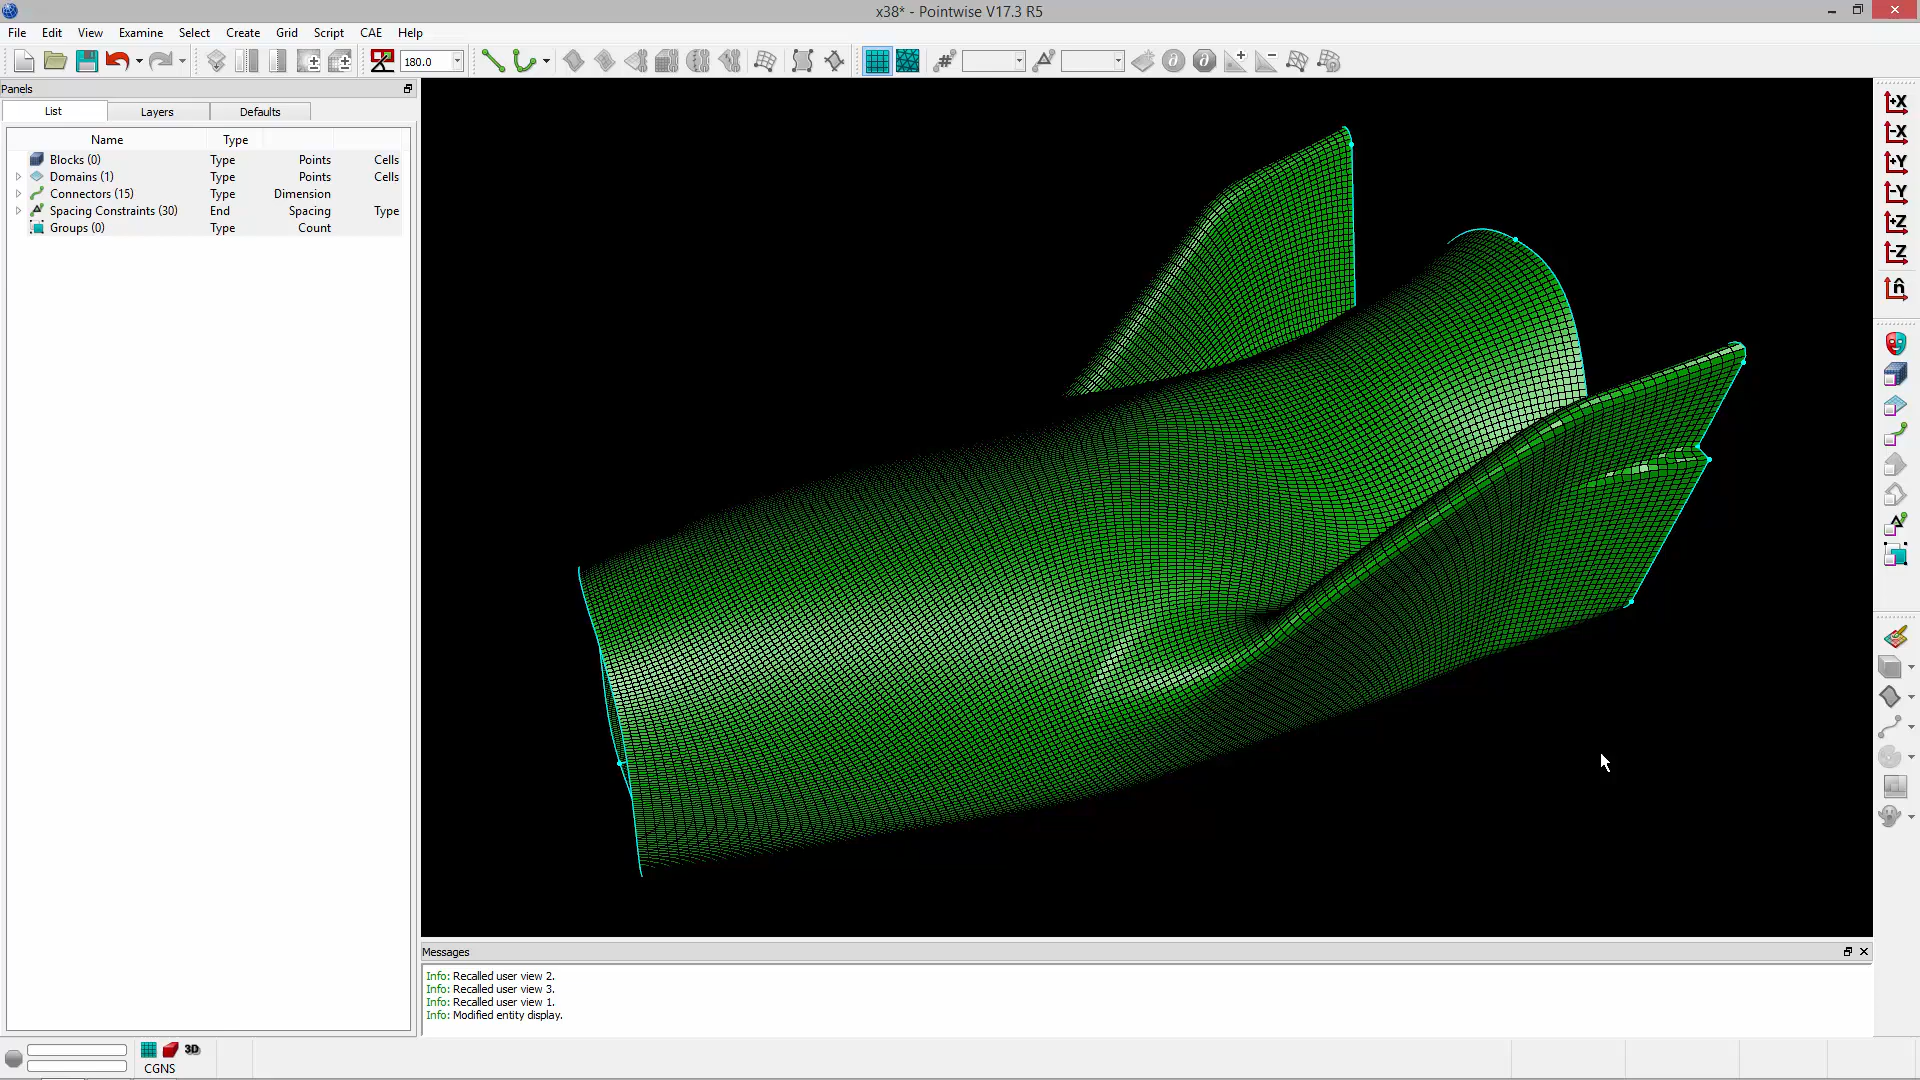 x38* - Pointwise V17.3 R5
File Edit View Examine Select Create Grid Script CAE Help
180.0
Panels
List Layers Defaults
Name Type
Blocks (0) Type Points Cells
Domains (1) Type Points Cells
Connectors (15) Type Dimension
Spacing Constraints (30) End Spacing Type
Groups (0) Type Count
+X
-X
+Y
-Y
+Z
-Z
n̂
Messages
Info: Recalled user view 2.
Info: Recalled user view 3.
Info: Recalled user view 1.
Info: Modified entity display.
3D
CGNS